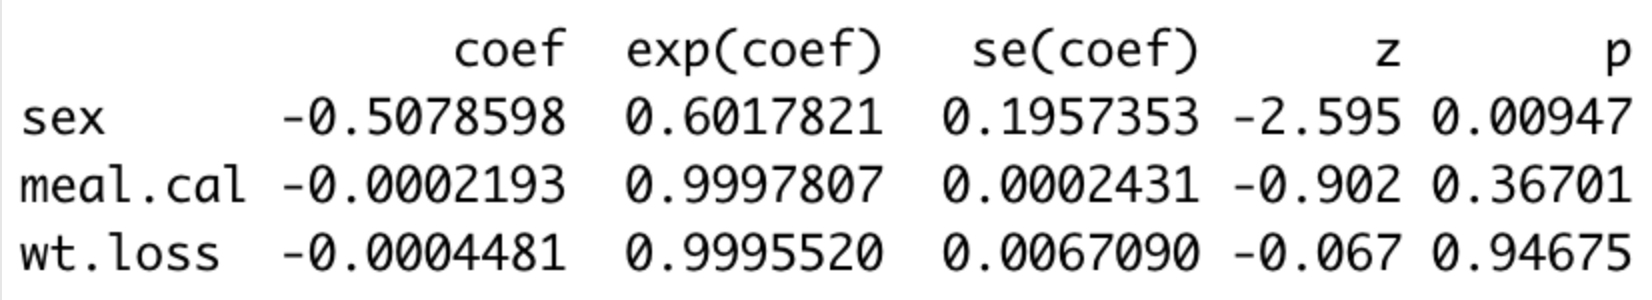 coef exp(coef) se(coef) z p
sex -0.5078598 0.6017821 0.1957353 -2.595 0.00947
meal.cal -0.0002193 0.9997807 0.0002431 -0.902 0.36701
wt.loss -0.0004481 0.9995520 0.0067090 -0.067 0.94675